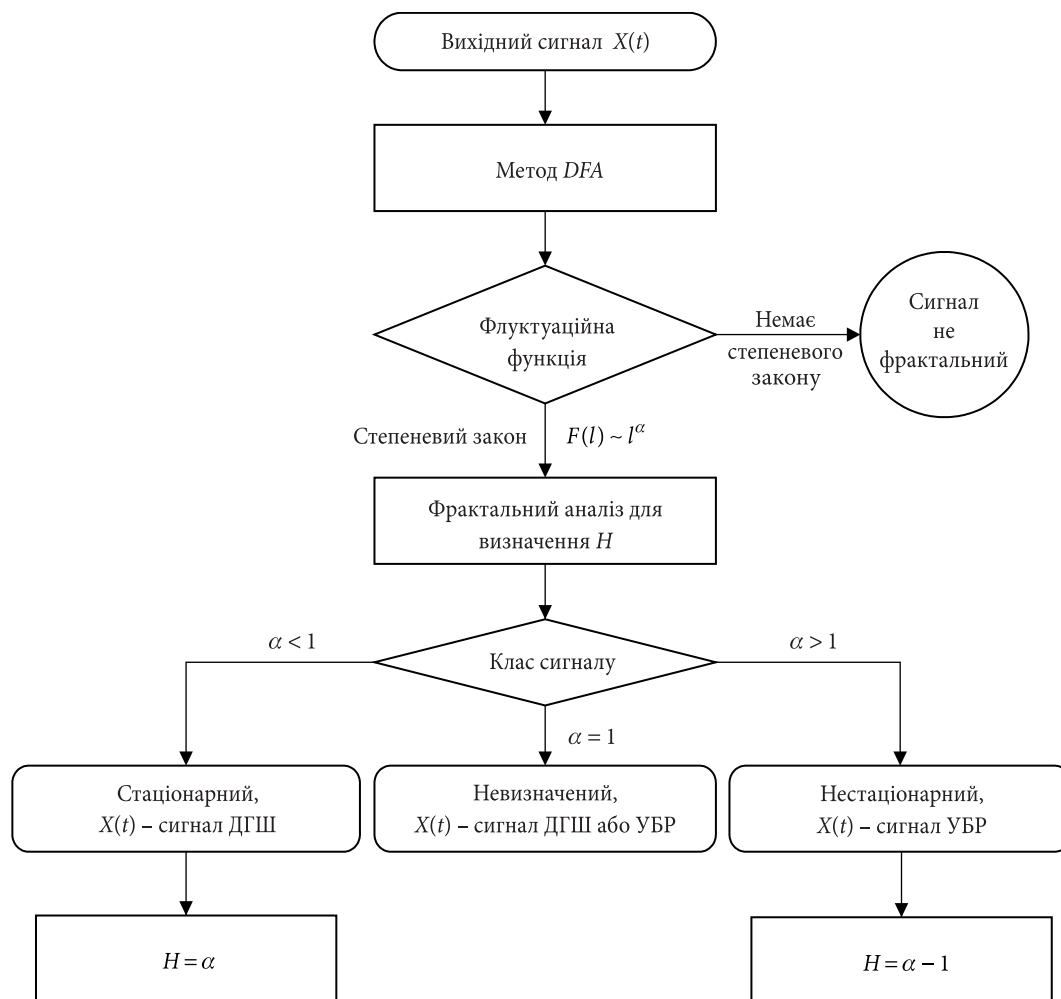 Вихідний сигнал X(t)
Метод DFA
Флуктуаційна
функція
Немає
степеневого
закону
Сигнал
не
фрактальний
Степеневий закон F(l) ~ l^α
Фрактальний аналіз для
визначення H
α < 1
Клас сигналу
α > 1
α = 1
Стаціонарний,
X(t) – сигнал ДГШ
Невизначений,
X(t) – сигнал ДГШ або УБР
Нестаціонарний,
X(t) – сигнал УБР
H = α
H = α − 1